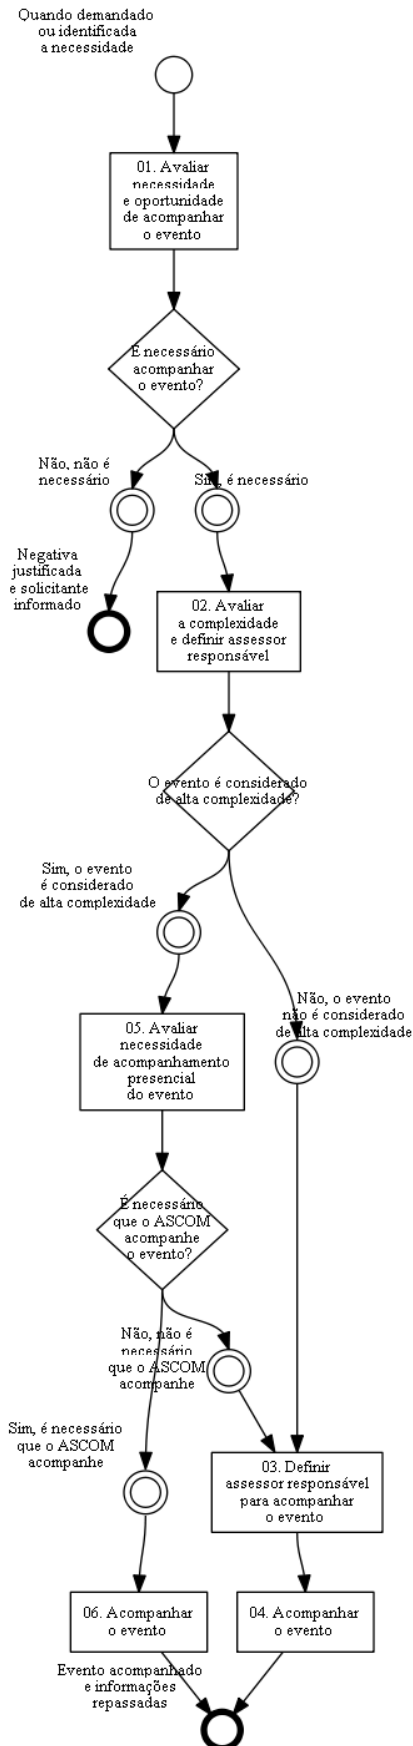 Quando demandado
ou identificada
a necessidade
01. Avaliar
necessidade
e oportunidade
de acompanhar
o evento
É necessário
acompanhar
o evento?
Não, não é
necessário
Sim, é necessário
Negativa
justificada
e solicitante
informado
02. Avaliar
a complexidade
e definir assessor
responsável
O evento é considerado
de alta complexidade?
Sim, o evento
é considerado
de alta complexidade
Não, o evento
não é considerado
de alta complexidade
05. Avaliar
necessidade
de acompanhamento
presencial
do evento
É necessário
que o ASCOM
acompanhe
o evento?
Não, não é
necessário
que o ASCOM
acompanhe
Sim, é necessário
que o ASCOM
acompanhe
03. Definir
assessor responsável
para acompanhar
o evento
06. Acompanhar
o evento
04. Acompanhar
o evento
Evento acompanhado
e informações
repassadas